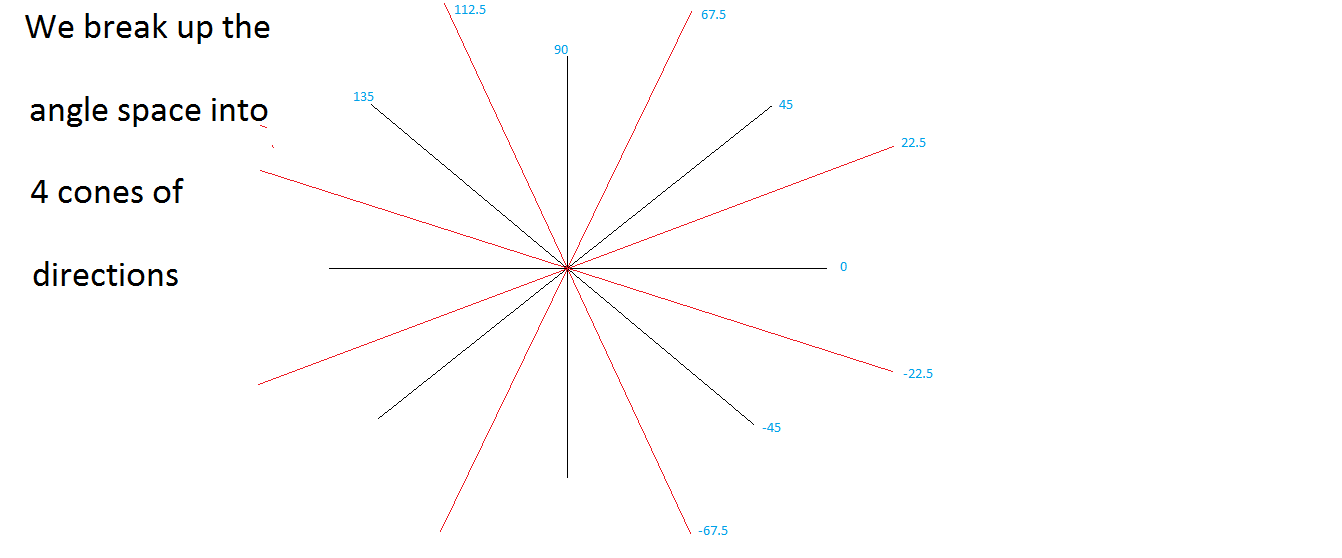 We break up the
angle space into
4 cones of
directions
112.5
67.5
90
135
45
22.5
0
-22.5
-45
-67.5